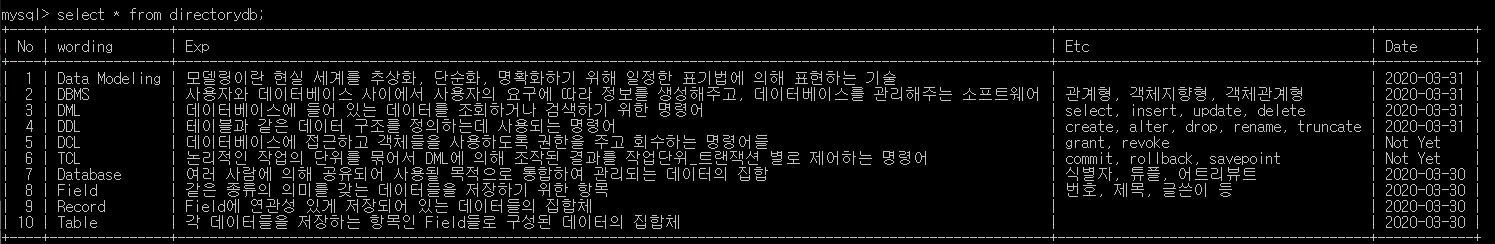 mysql> select * from directorydb;
| No | wording | Exp | Etc | Date |
| 1 | Data Modeling | 모델링이란 현실 세계를 추상화, 단순화, 명확화하기 위해 일정한 표기법에 의해 표현하는 기술 | | 2020-03-31 |
| 2 | DBMS | 사용자와 데이터베이스 사이에서 사용자의 요구에 따라 정보를 생성해주고, 데이터베이스를 관리해주는 소프트웨어 | 관계형, 객체지향형, 객체관계형 | 2020-03-31 |
| 3 | DML | 데이터베이스에 들어 있는 데이터를 조회하거나 검색하기 위한 명령어 | select, insert, update, delete | 2020-03-31 |
| 4 | DDL | 테이블과 같은 데이터 구조를 정의하는데 사용되는 명령어 | create, alter, drop, rename, truncate | 2020-03-31 |
| 5 | DCL | 데이터베이스에 접근하고 객체들을 사용하도록 권한을 주고 회수하는 명령어들 | grant, revoke | Not Yet |
| 6 | TCL | 논리적인 작업의 단위를 묶어서 DML에 의해 조작된 결과를 작업단위_트랜잭션 별로 제어하는 명령어 | commit, rollback, savepoint | Not Yet |
| 7 | Database | 여러 사람에 의해 공유되어 사용될 목적으로 통합하여 관리되는 데이터의 집합 | 식별자, 튜플, 어트리뷰트 | 2020-03-30 |
| 8 | Field | 같은 종류의 의미를 갖는 데이터들을 저장하기 위한 항목 | 번호, 제목, 글쓴이 등 | 2020-03-30 |
| 9 | Record | Field에 연관성 있게 저장되어 있는 데이터들의 집합체 | | 2020-03-30 |
| 10 | Table | 각 데이터들을 저장하는 항목인 Field들로 구성된 데이터의 집합체 | | 2020-03-30 |